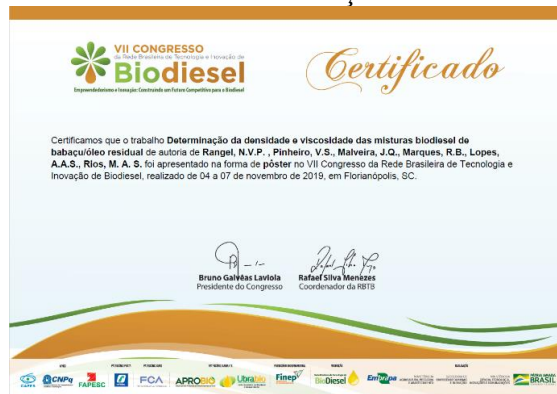 VII CONGRESSO
da Rede Brasileira de Tecnologia e Inovação de
Biodiesel
Empreendedorismo e Inovação: Construindo um Futuro Competitivo para o Biodiesel
Certificado
Certificamos que o trabalho Determinação da densidade e viscosidade das misturas biodiesel de
babaçu/óleo residual de autoria de Rangel, N.V.P. , Pinheiro, V.S., Malveira, J.Q., Marques, R.B., Lopes,
A.A.S., Rios, M. A. S. foi apresentado na forma de pôster no VII Congresso da Rede Brasileira de Tecnologia e
Inovação de Biodiesel, realizado de 04 a 07 de novembro de 2019, em Florianópolis, SC.
Bruno Galvêas Laviola
Presidente do Congresso
Rafael Silva Menezes
Coordenador da RBTB
CAPES
CNPq
FAPESC
FCA
APROBIO
Ubrabio
Finep
BioDiesel
Embrapa
PÁTRIA AMADA
BRASIL